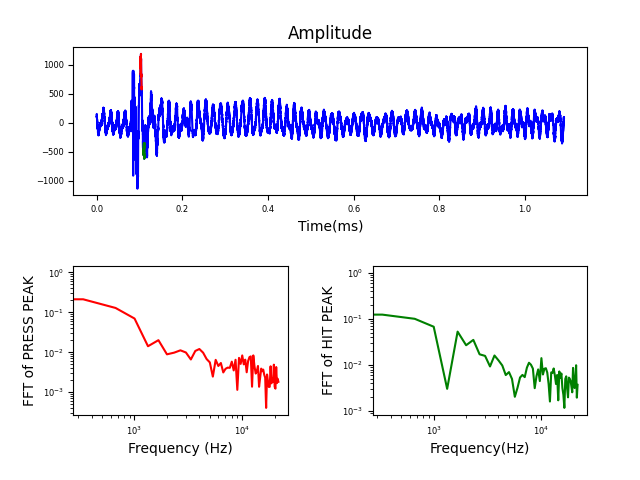 Amplitude
1000
500
0
−500
−1000
0.0 0.2 0.4 0.6 0.8 1.0
Time(ms)
FFT of PRESS PEAK
10⁰
10⁻¹
10⁻²
10⁻³
10³ 10⁴
Frequency (Hz)
FFT of HIT PEAK
10⁰
10⁻¹
10⁻²
10⁻³
10³ 10⁴
Frequency(Hz)